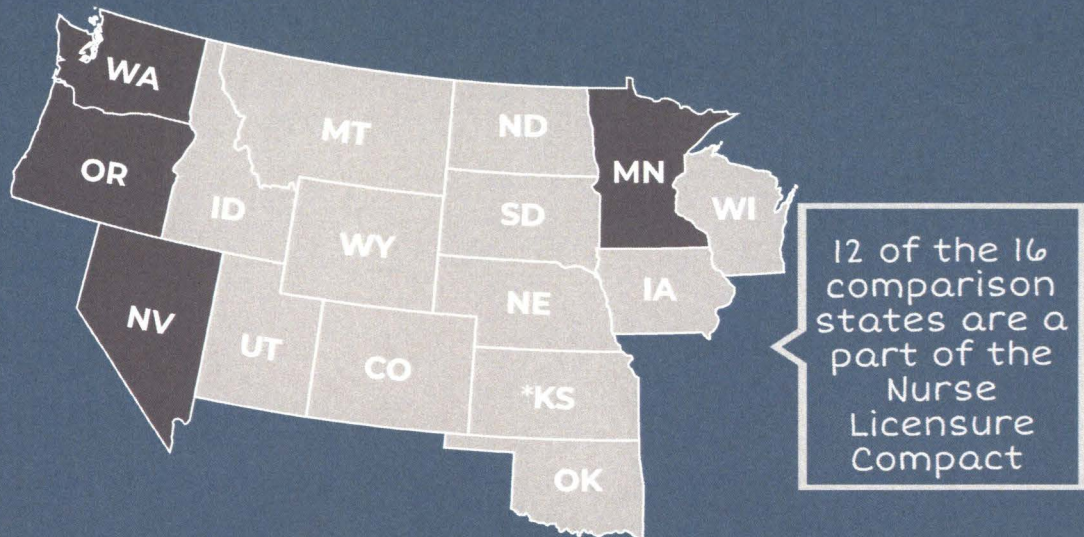 WA
MT
ND
MN
OR
ID
SD
WI
WY
NE
IA
NV
UT
CO
*KS
OK
12 of the 16
comparison
states are a
part of the
Nurse
Licensure
Compact